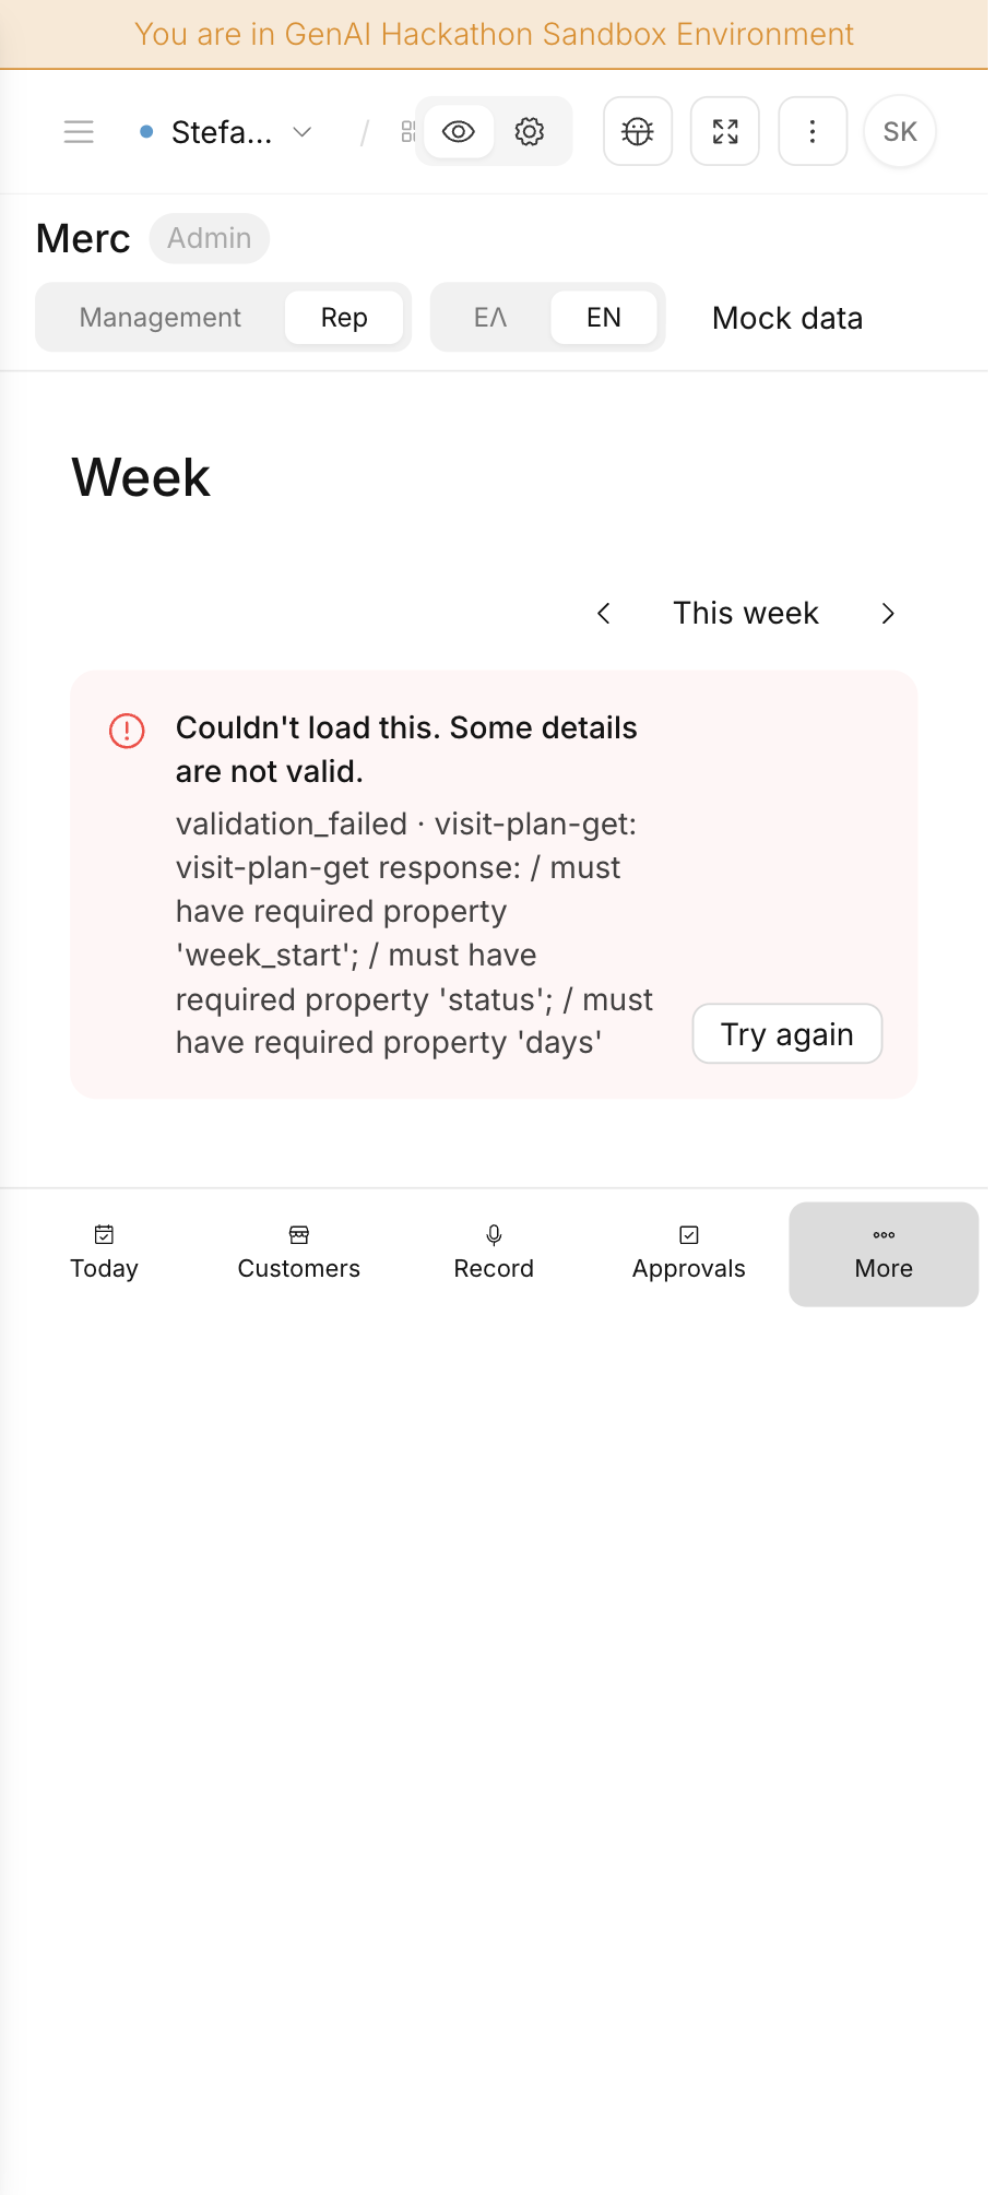 You are in GenAI Hackathon Sandbox Environment
Stefa...
/
SK
Merc
Admin
Management
Rep
ΕΛ
EN
Mock data
Week
This week
Couldn't load this. Some details
are not valid.
validation_failed · visit-plan-get:
visit-plan-get response: / must
have required property
'week_start'; / must have
required property 'status'; / must
have required property 'days'
Try again
Today
Customers
Record
Approvals
More